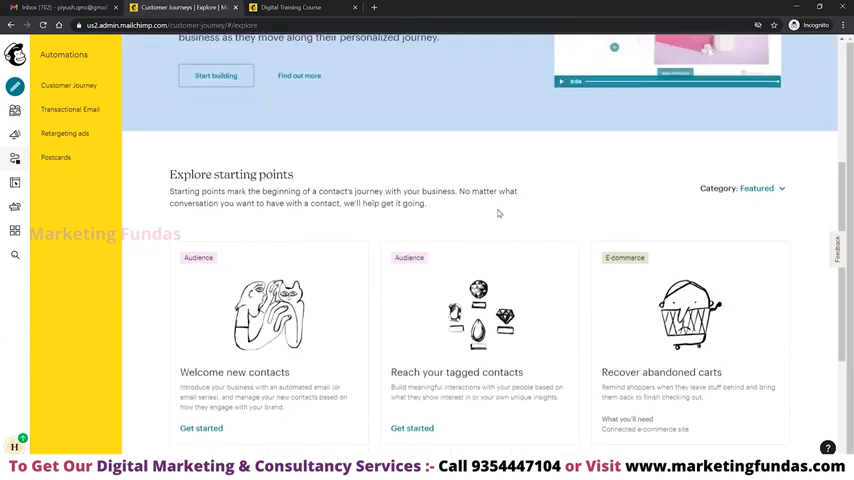 Inbox (702) - piyush.qms@gmail
Customer Journeys | Explore | M
Digital Training Course
us2.admin.mailchimp.com/customer-journey/#/explore
Incognito
Automations
Customer Journey
Transactional Email
Retargeting ads
Postcards
business as they move along their personalized journey.
Start building
Find out more
0:04
Explore starting points
Starting points mark the beginning of a contact's journey with your business. No matter what
conversation you want to have with a contact, we'll help get it going.
Category: Featured
Marketing Fundas
Feedback
Audience
Audience
E-commerce
Welcome new contacts
Introduce your business with an automated email (or
email series), and manage your new contacts based on
how they engage with your brand.
Get started
Reach your tagged contacts
Build meaningful interactions with your people based on
what they show interest in or your own unique insights.
Get started
Recover abandoned carts
Remind shoppers when they leave stuff behind and bring
them back to finish checking out.
What you'll need
Connected e-commerce site
H
?
To Get Our Digital Marketing & Consultancy Services :- Call 9354447104 or Visit www.marketingfundas.com